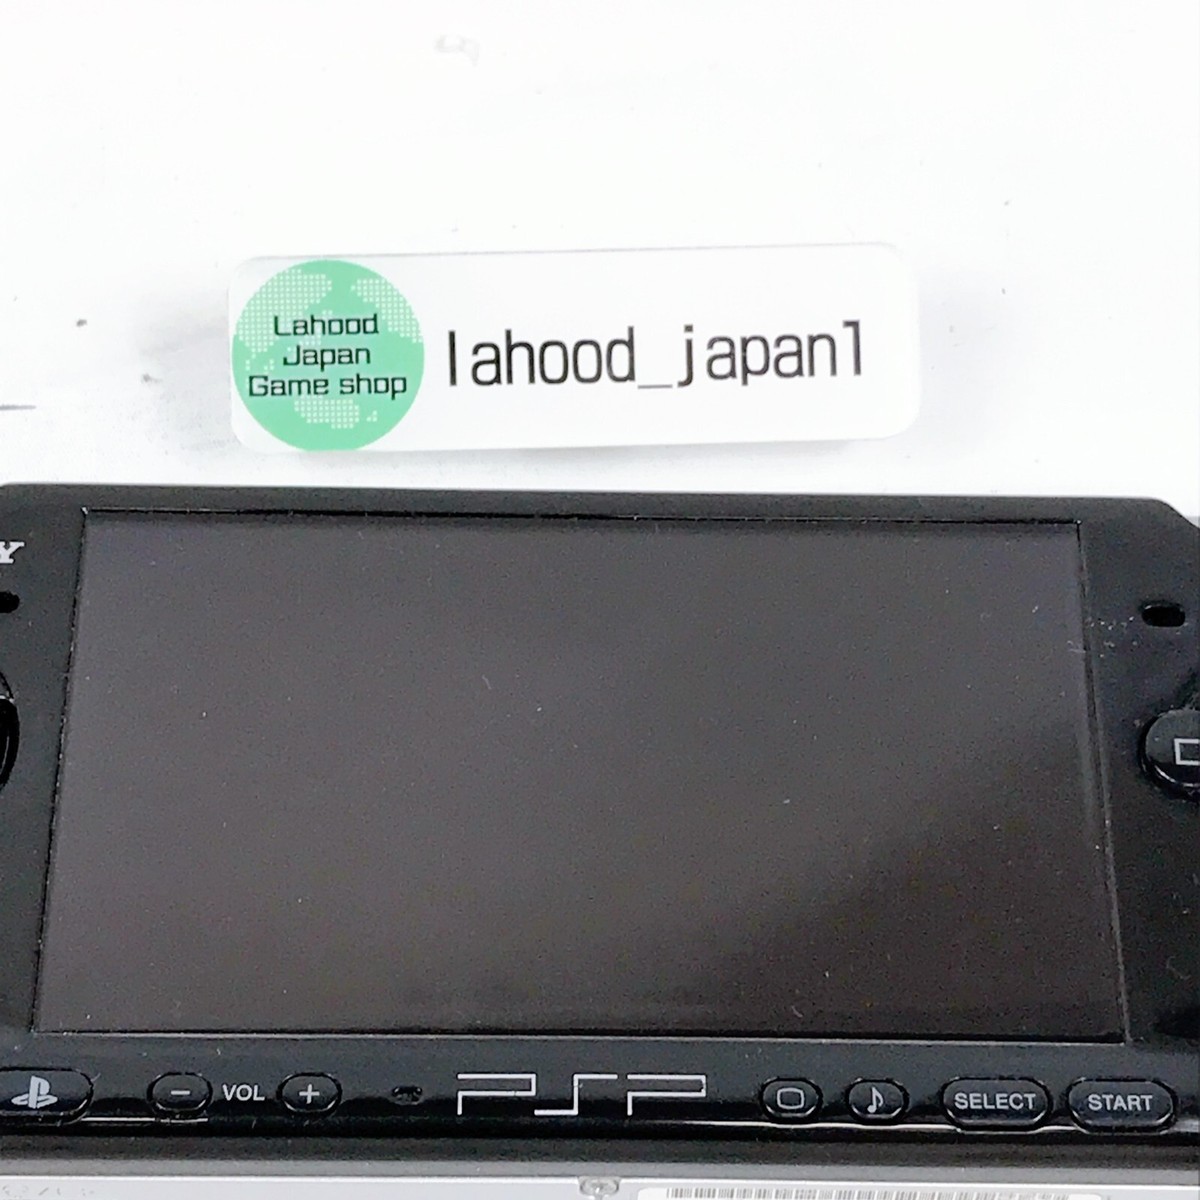 Lahood
Japan
Game shop
lahood_japan1
Y
VOL
PSP
SELECT
START